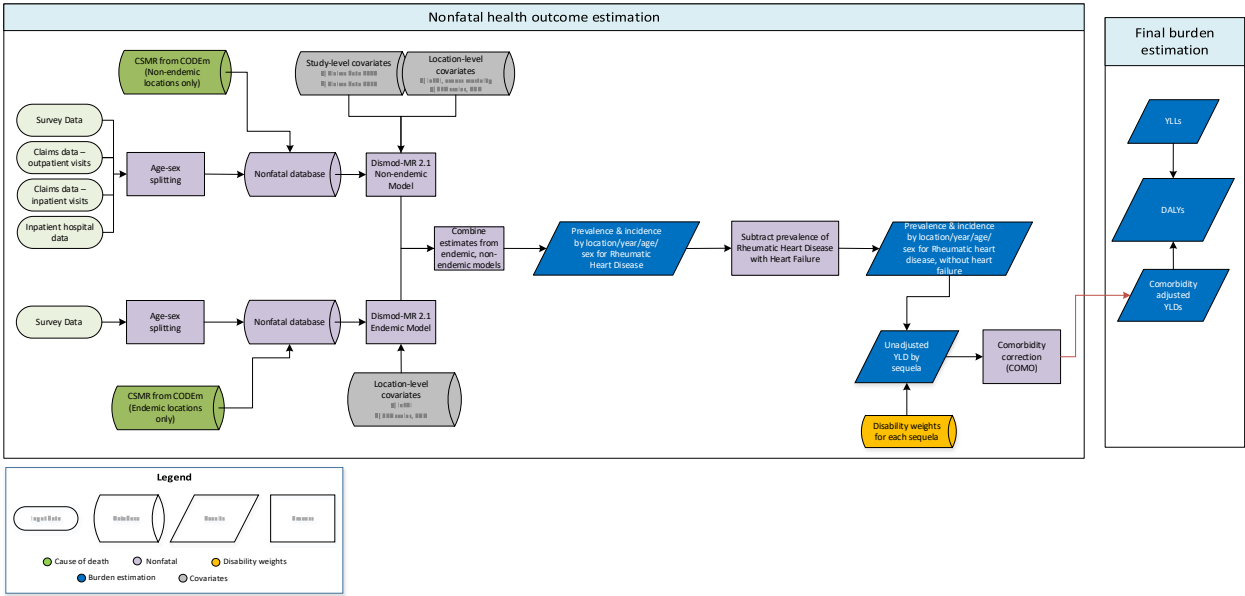 Nonfatal health outcome estimation
Final burden
estimation
CSMR from CODEm
(Non-endemic
locations only)
Study-level covariates
Location-level
covariates
Survey Data
Claims data –
outpatient visits
Claims data –
inpatient visits
Inpatient hospital
data
Age-sex
splitting
Nonfatal database
Dismod-MR 2.1
Non-endemic
Model
Combine
estimates from
endemic, non-
endemic models
Prevalence & incidence
by location/year/age/
sex for Rheumatic
Heart Disease
Subtract prevalence of
Rheumatic Heart Disease
with Heart Failure
Prevalence & incidence
by location/year/age/
sex for Rheumatic heart
disease, without heart
failure
Survey Data
Age-sex
splitting
Nonfatal database
Dismod-MR 2.1
Endemic Model
CSMR from CODEm
(Endemic locations
only)
Location-level
covariates
Unadjusted
YLD by
sequela
Comorbidity
correction
(COMO)
Disability weights
for each sequela
YLLs
DALYs
Comorbidity
adjusted
YLDs
Legend
Cause of death
Nonfatal
Disability weights
Burden estimation
Covariates